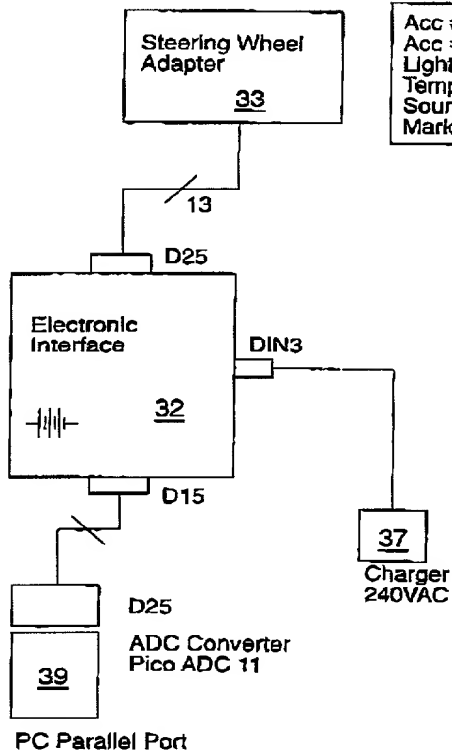 Steering Wheel
Adapter
33
Acc
Acc
Light
Temp
Sour
Mark
13
D25
Electronic
Interface
DIN3
32
D15
37
Charger
240VAC
D25
ADC Converter
Pico ADC 11
39
PC Parallel Port